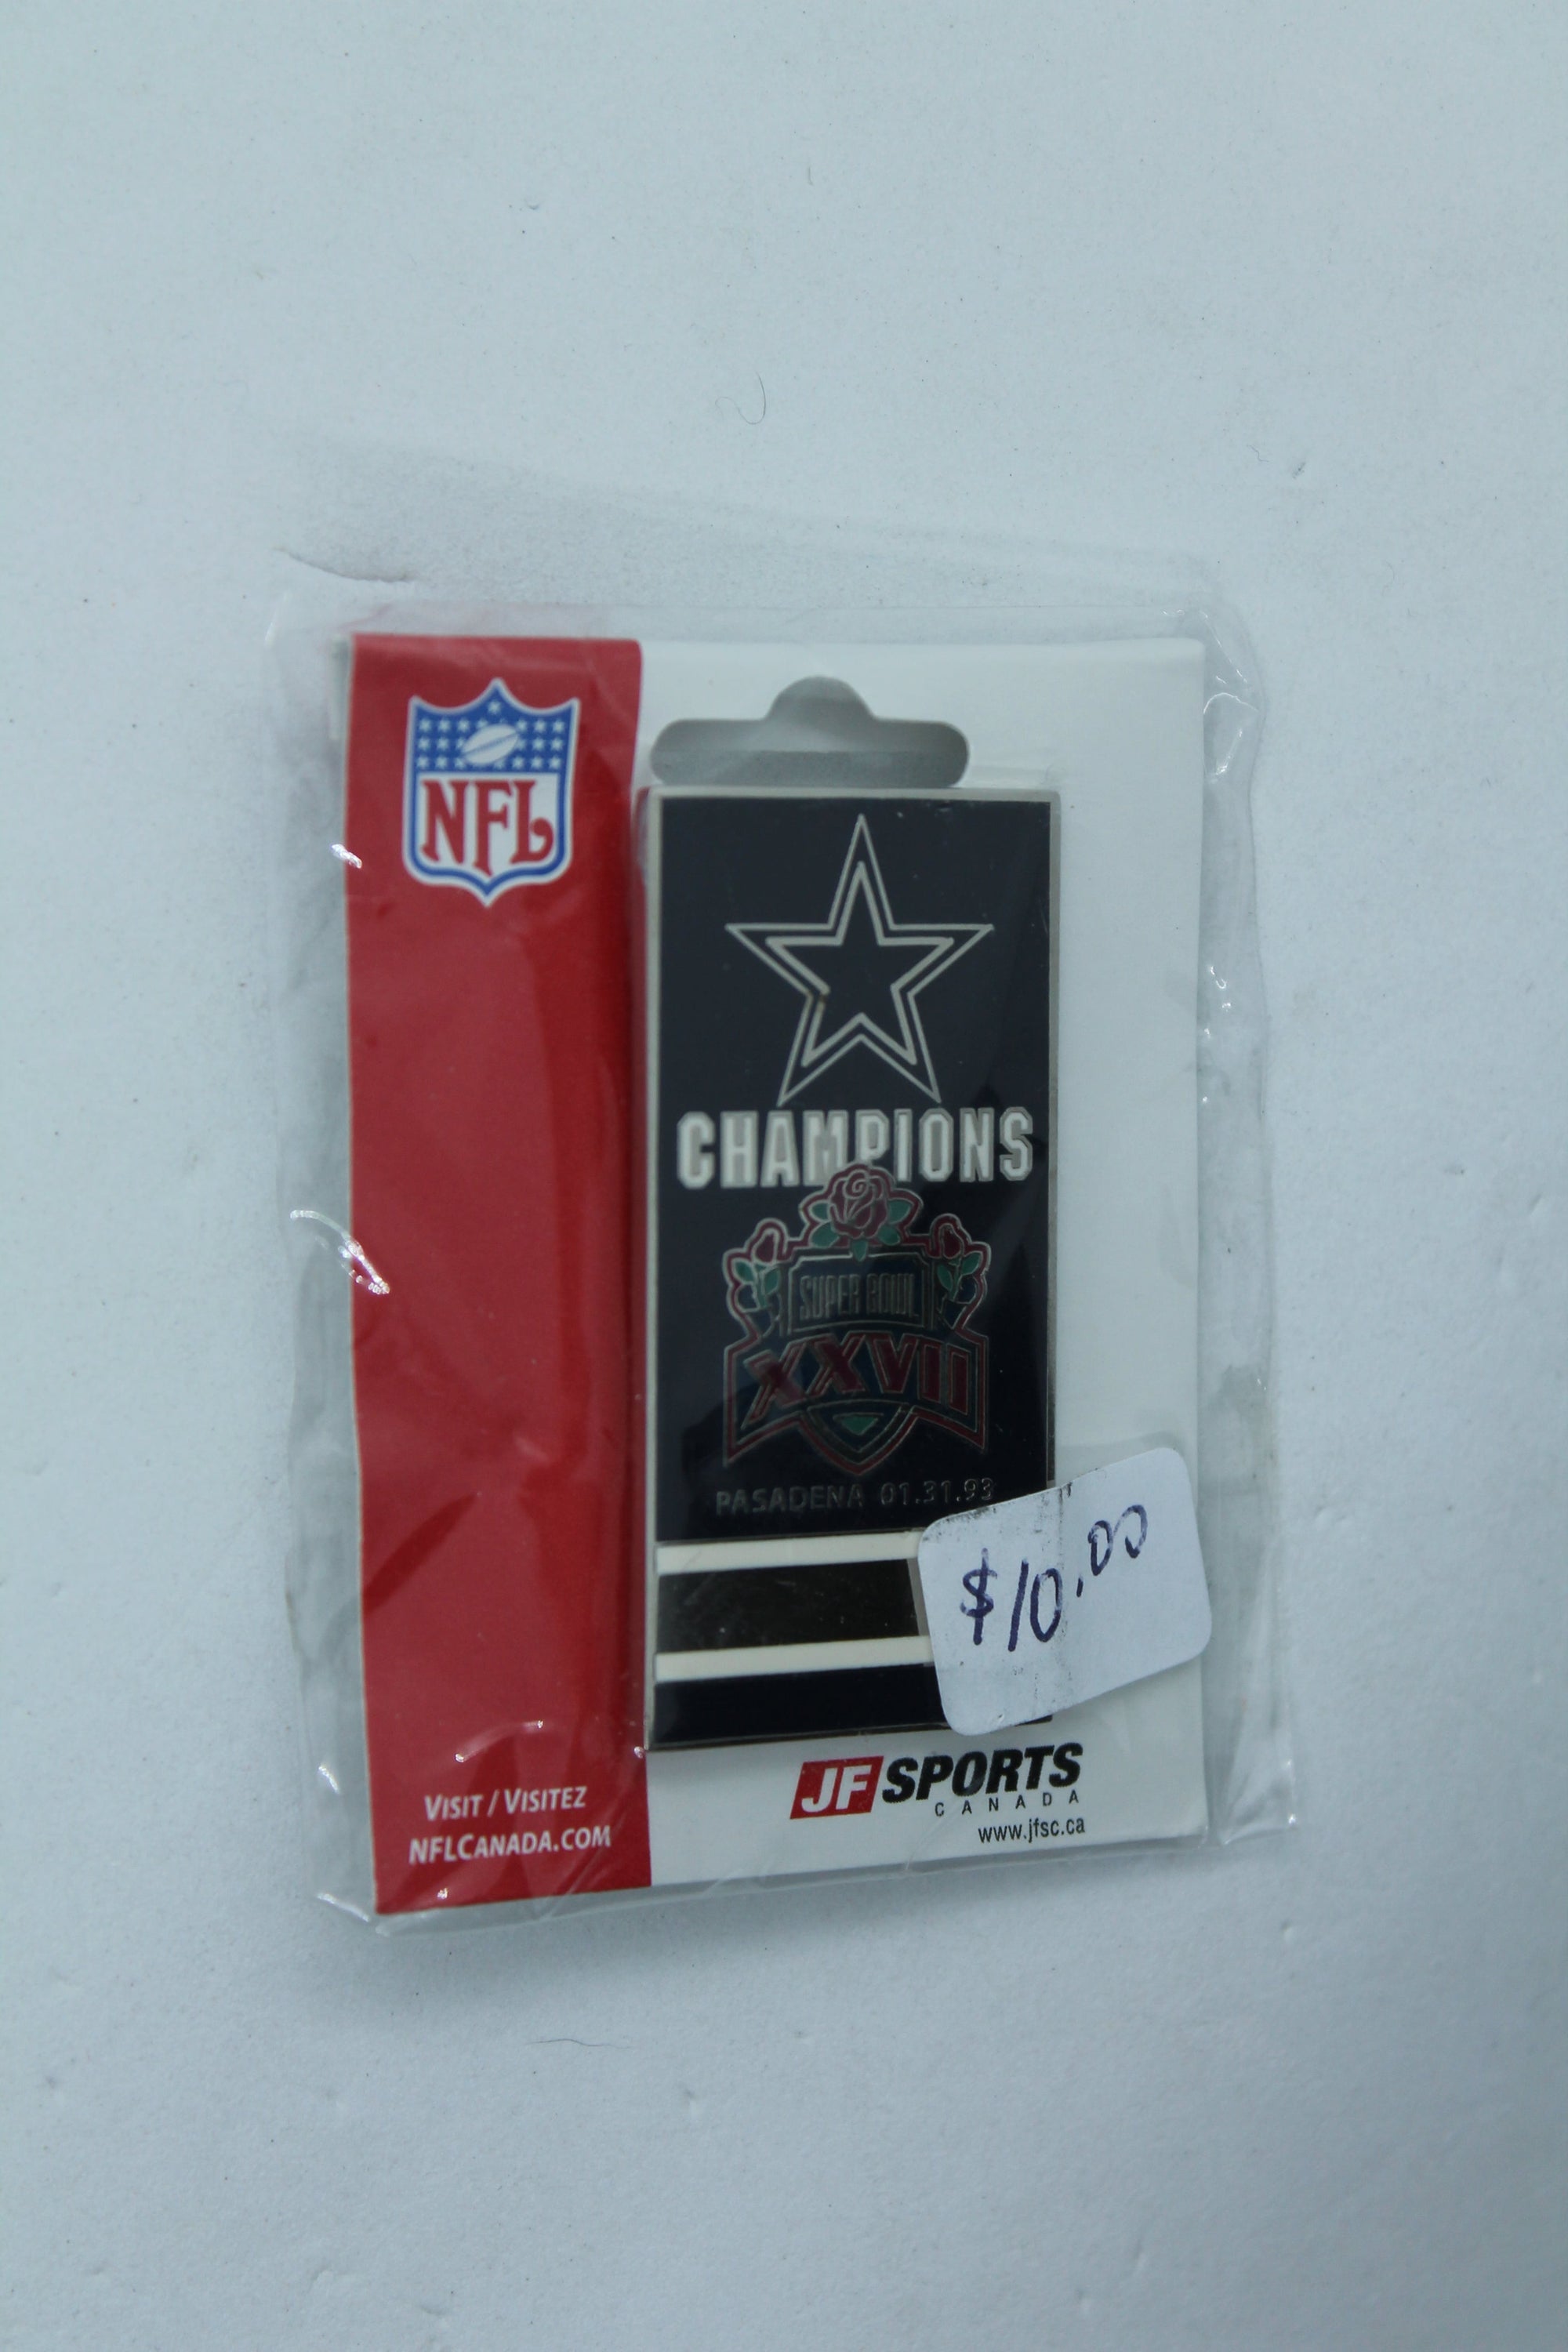 NFL
CHAMPIONS
SUPER BOWL
XXVII
PASADENA 01.31.93
$10.00
JF SPORTS
CANADA
www.jfsc.ca
VISIT / VISITEZ
NFLCANADA.COM